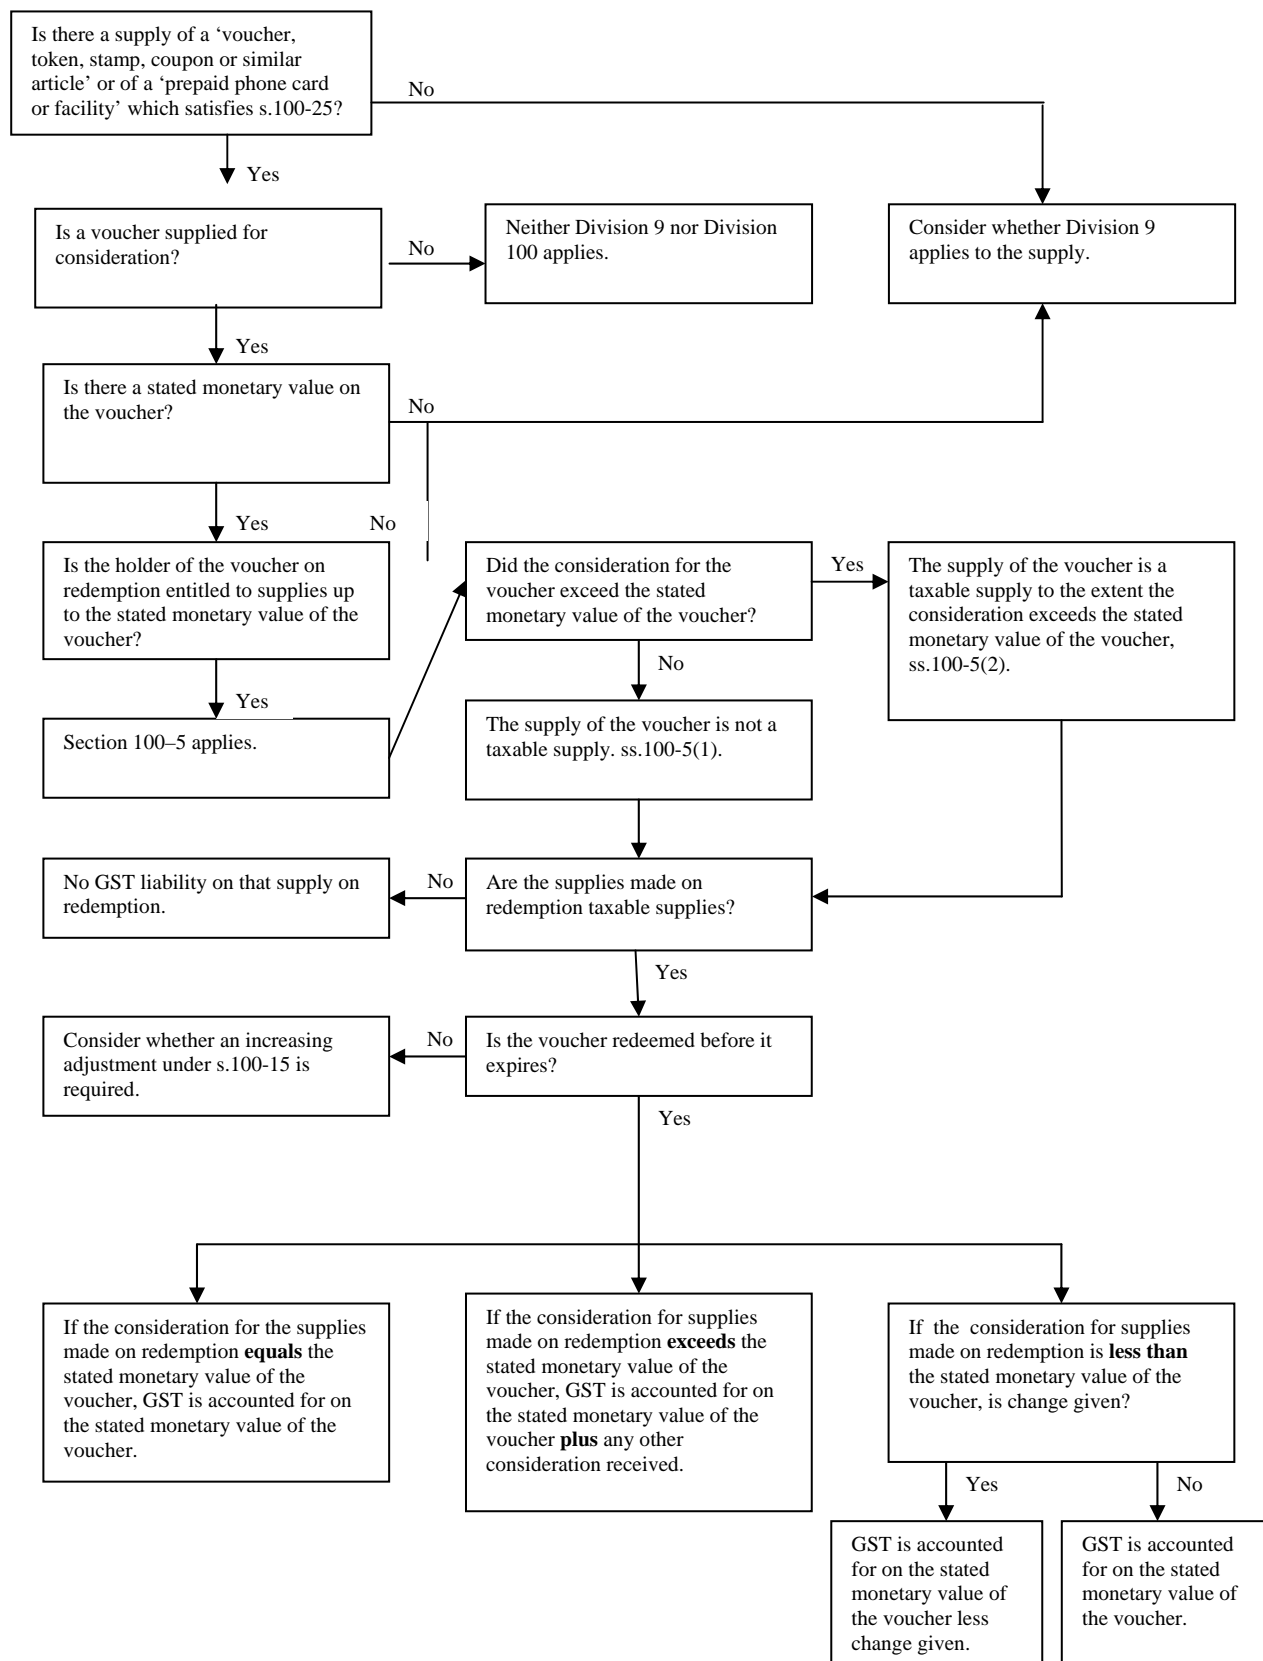 Is there a supply of a ‘voucher,
token, stamp, coupon or similar
article’ or of a ‘prepaid phone card
or facility’ which satisfies s.100-25?
No
Yes
Is a voucher supplied for
consideration?
No
Neither Division 9 nor Division
100 applies.
Consider whether Division 9
applies to the supply.
Yes
Is there a stated monetary value on
the voucher?
No
Yes
No
Is the holder of the voucher on
redemption entitled to supplies up
to the stated monetary value of the
voucher?
Did the consideration for the
voucher exceed the stated
monetary value of the voucher?
Yes
The supply of the voucher is a
taxable supply to the extent the
consideration exceeds the stated
monetary value of the voucher,
ss.100-5(2).
No
Yes
Section 100–5 applies.
The supply of the voucher is not a
taxable supply. ss.100-5(1).
No GST liability on that supply on
redemption.
No
Are the supplies made on
redemption taxable supplies?
Yes
Consider whether an increasing
adjustment under s.100-15 is
required.
No
Is the voucher redeemed before it
expires?
Yes
If the consideration for the supplies
made on redemption equals the
stated monetary value of the
voucher, GST is accounted for on
the stated monetary value of the
voucher.
If the consideration for supplies
made on redemption exceeds the
stated monetary value of the
voucher, GST is accounted for on
the stated monetary value of the
voucher plus any other
consideration received.
If the consideration for supplies
made on redemption is less than
the stated monetary value of the
voucher, is change given?
Yes
No
GST is accounted
for on the stated
monetary value of
the voucher less
change given.
GST is accounted
for on the stated
monetary value of
the voucher.